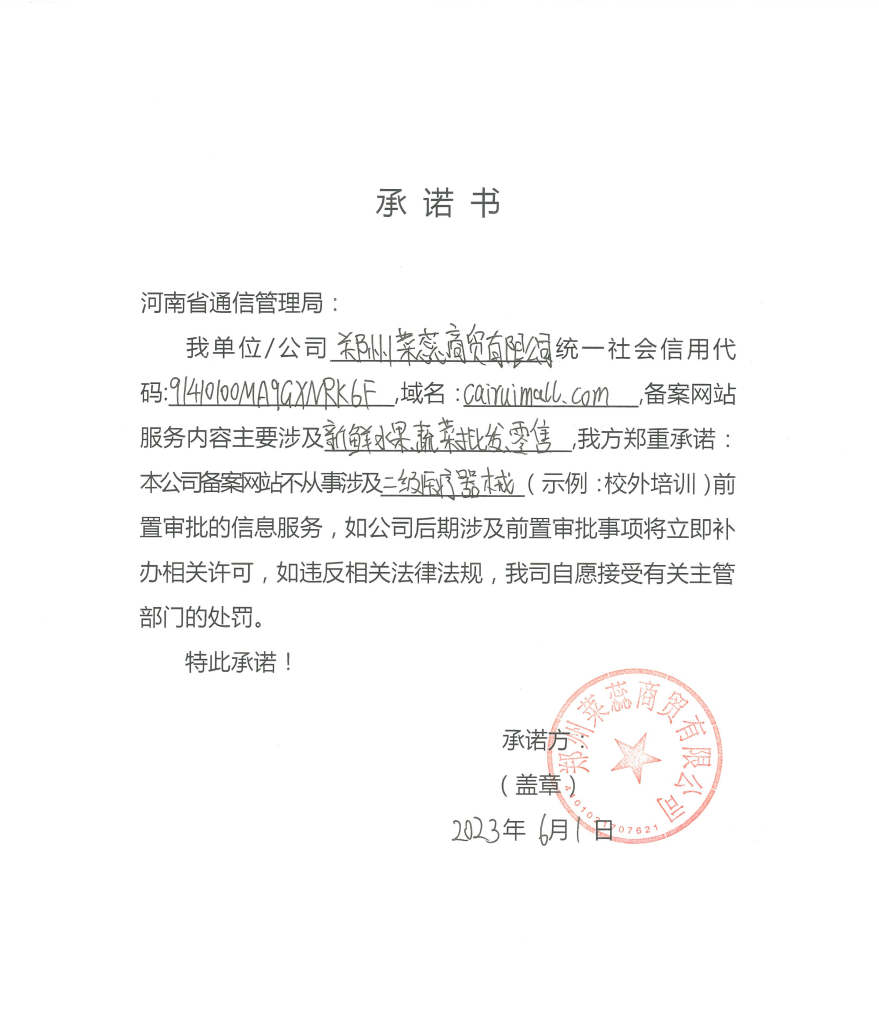 承诺书
河南省通信管理局：
我单位/公司郑州菜蕊商贸有限公司统一社会信用代
码:91410100MA9GXNRK6F,域名：cairuimall.com,备案网站
服务内容主要涉及新鲜水果、蔬菜批发、零售,我方郑重承诺：
本公司备案网站不从事涉及二级医疗器械（示例：校外培训）前
置审批的信息服务，如公司后期涉及前置审批事项将立即补
办相关许可，如违反相关法律法规，我司自愿接受有关主管
部门的处罚。
特此承诺！
郑州菜蕊商贸有限公司
4101021707621
承诺方：
（盖章）
2023年6月1日